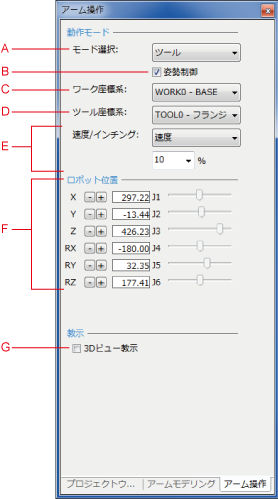 アーム操作
動作モード
A モード選択: ツール
B 姿勢制御
C ワーク座標系: WORK0 - BASE
D ツール座標系: TOOL0 - フランジ
E 速度/インチング: 速度
10 %
F ロボット位置
X - + 297.22 J1
Y - + -13.44 J2
Z - + 426.23 J3
RX - + -180.00 J4
RY - + 32.35 J5
RZ - + 177.41 J6
教示
G 3Dビュー教示
プロジェクトウ... アームモデリング アーム操作